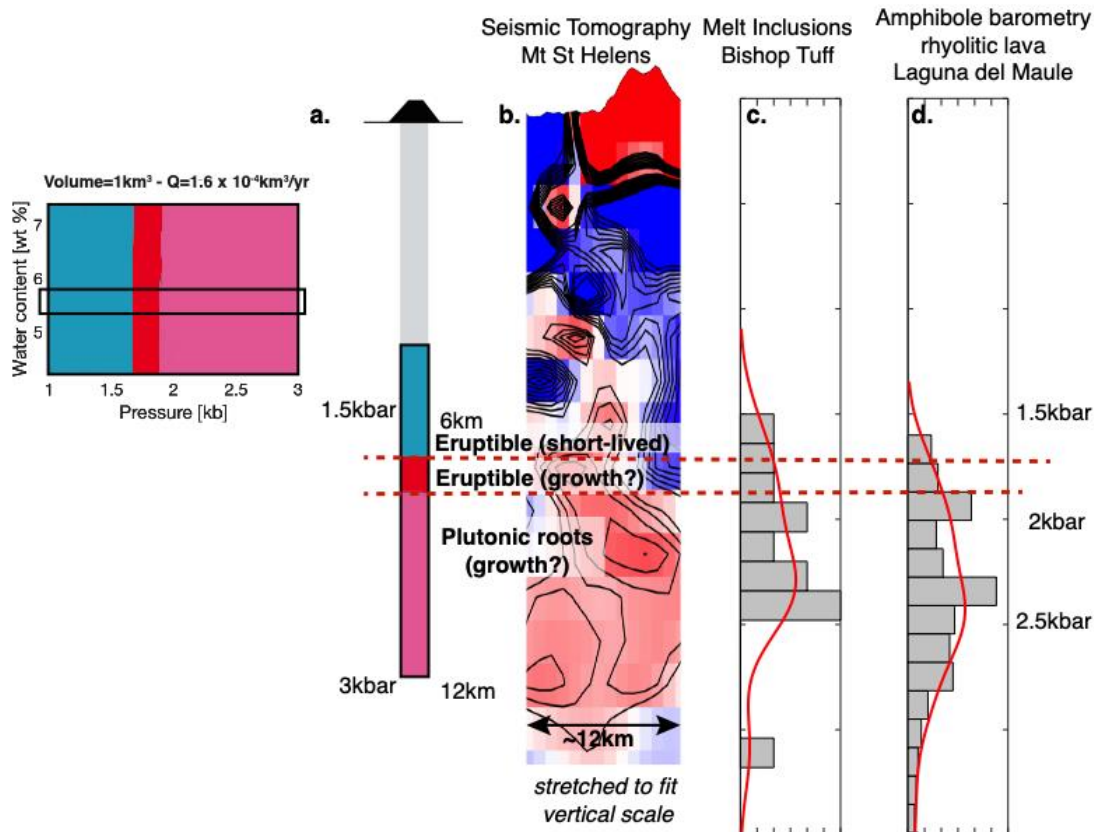 Seismic Tomography
Mt St Helens
Melt Inclusions
Bishop Tuff
Amphibole barometry
rhyolitic lava
Laguna del Maule
a.
b.
c.
d.
Volume=1km³ - Q=1.6 x 10⁻⁴km³/yr
Water content [wt %]
7
6
5
1
1.5
2
2.5
3
Pressure [kb]
1.5kbar
6km
Eruptible (short-lived)
Eruptible (growth?)
Plutonic roots
(growth?)
3kbar
12km
~12km
stretched to fit
vertical scale
1.5kbar
2kbar
2.5kbar